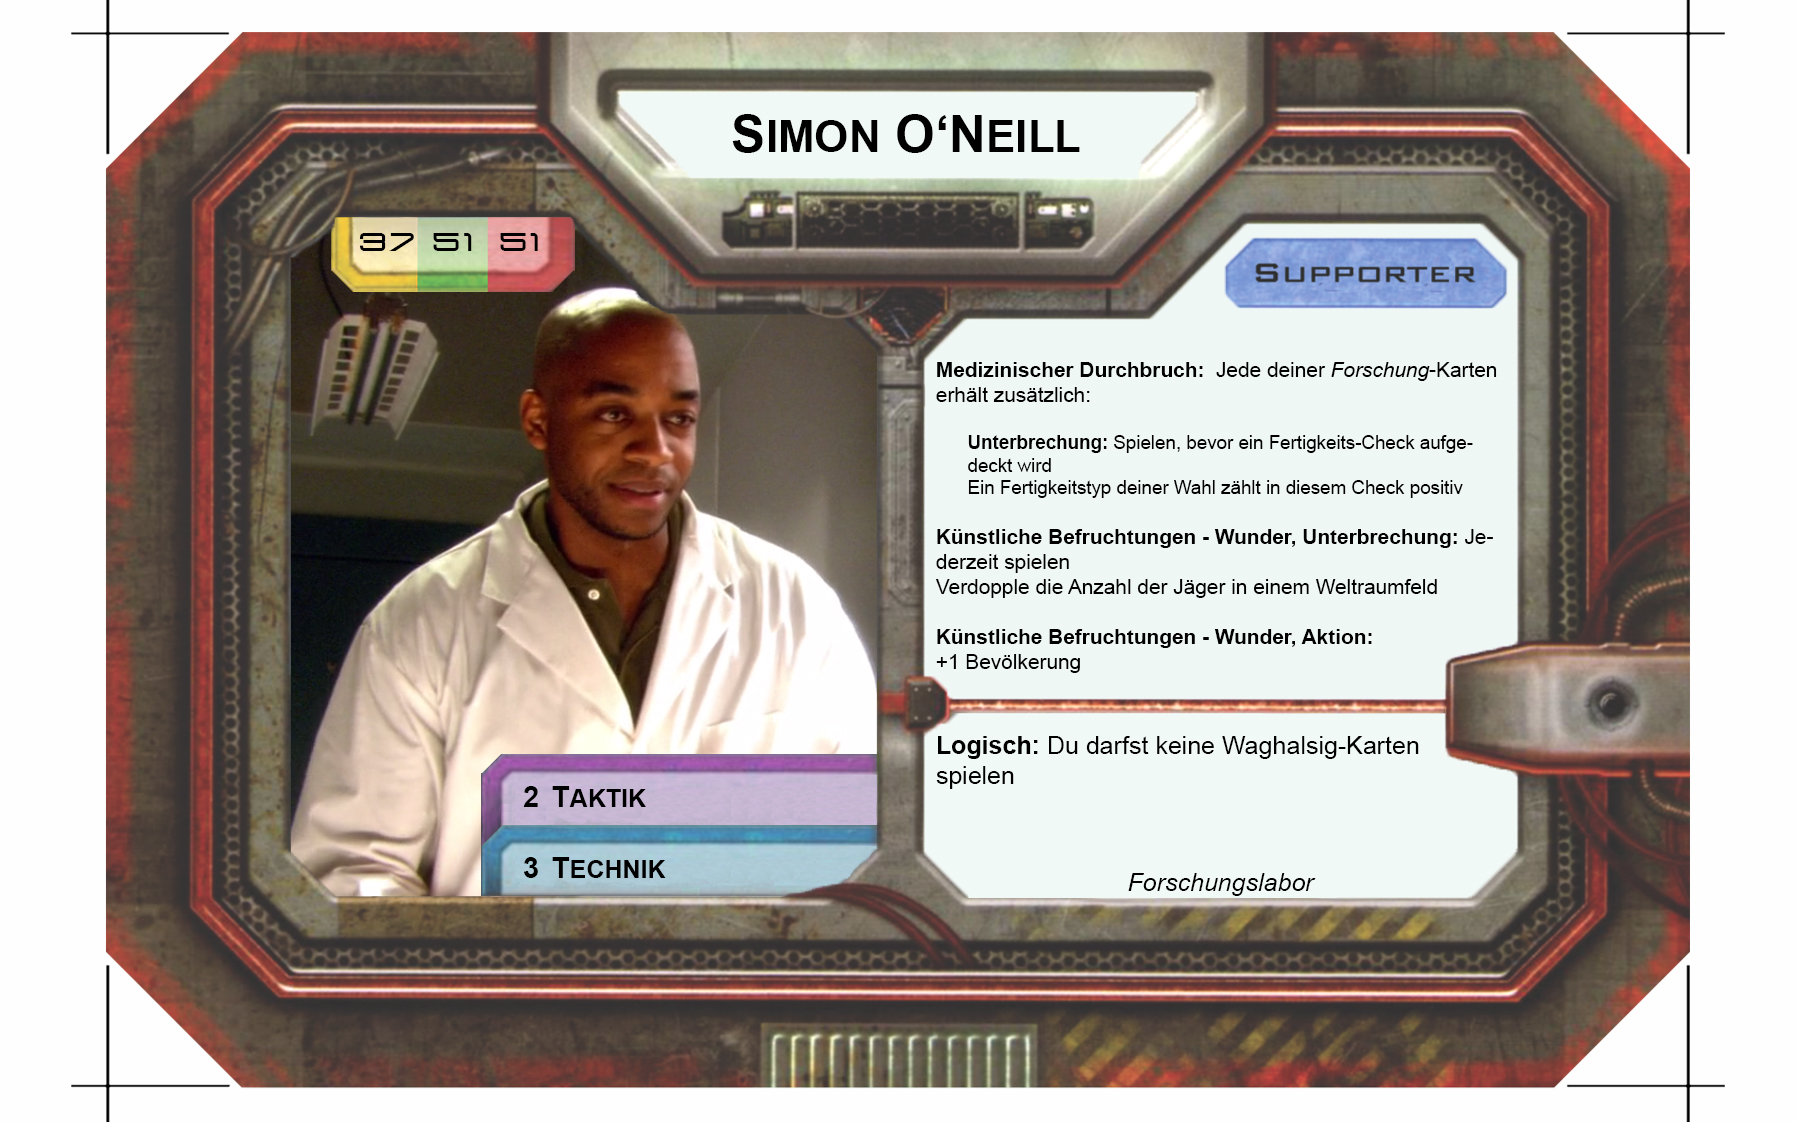 SIMON O‘NEILL
37 51 51
SUPPORTER
Medizinischer Durchbruch: Jede deiner Forschung-Karten
erhält zusätzlich:
Unterbrechung: Spielen, bevor ein Fertigkeits-Check aufge-
deckt wird
Ein Fertigkeitstyp deiner Wahl zählt in diesem Check positiv
Künstliche Befruchtungen - Wunder, Unterbrechung: Je-
derzeit spielen
Verdopple die Anzahl der Jäger in einem Weltraumfeld
Künstliche Befruchtungen - Wunder, Aktion:
+1 Bevölkerung
Logisch: Du darfst keine Waghalsig-Karten
spielen
Forschungslabor
2 TAKTIK
3 TECHNIK